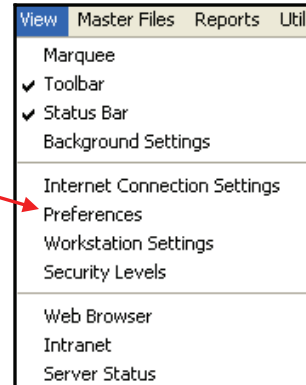 View Master Files Reports Util
Marquee
✔ Toolbar
✔ Status Bar
Background Settings
Internet Connection Settings
Preferences
Workstation Settings
Security Levels
Web Browser
Intranet
Server Status